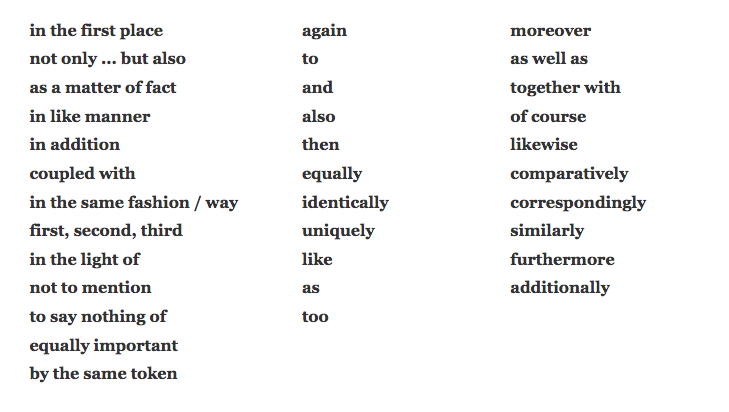 in the first place
not only ... but also
as a matter of fact
in like manner
in addition
coupled with
in the same fashion / way
first, second, third
in the light of
not to mention
to say nothing of
equally important
by the same token
again
to
and
also
then
equally
identically
uniquely
like
as
too
moreover
as well as
together with
of course
likewise
comparatively
correspondingly
similarly
furthermore
additionally